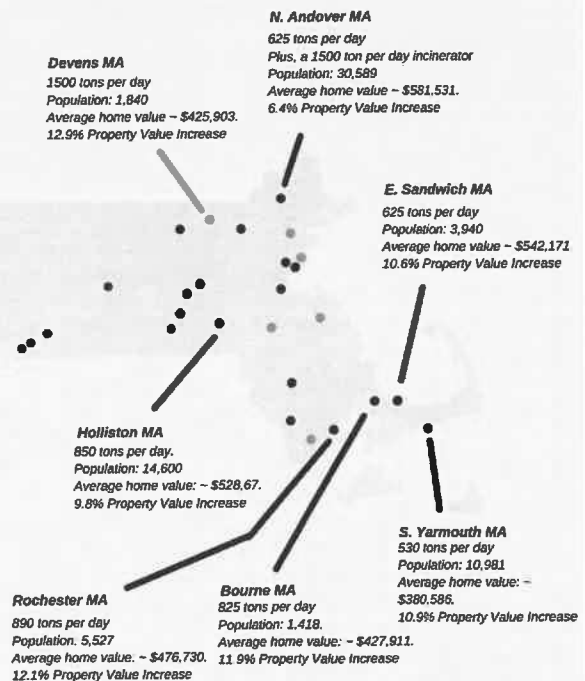 N. Andover MA
625 tons per day
Plus, a 1500 ton per day incinerator
Population: 30,589
Average home value ~ $581,531.
6.4% Property Value Increase
Devens MA
1500 tons per day
Population: 1,840
Average home value ~ $425,903.
12.9% Property Value Increase
E. Sandwich MA
625 tons per day
Population: 3,940
Average home value ~ $542,171
10.6% Property Value Increase
Holliston MA
850 tons per day.
Population: 14,600
Average home value: ~ $528,67.
9.8% Property Value Increase
S. Yarmouth MA
530 tons per day
Population: 10,981
Average home value: ~
$380,586.
10.9% Property Value Increase
Rochester MA
890 tons per day
Population. 5,527
Average home value. ~ $476,730.
12.1% Property Value Increase
Bourne MA
825 tons per day
Population: 1,418.
Average home value: ~ $427,911.
11.9% Property Value Increase